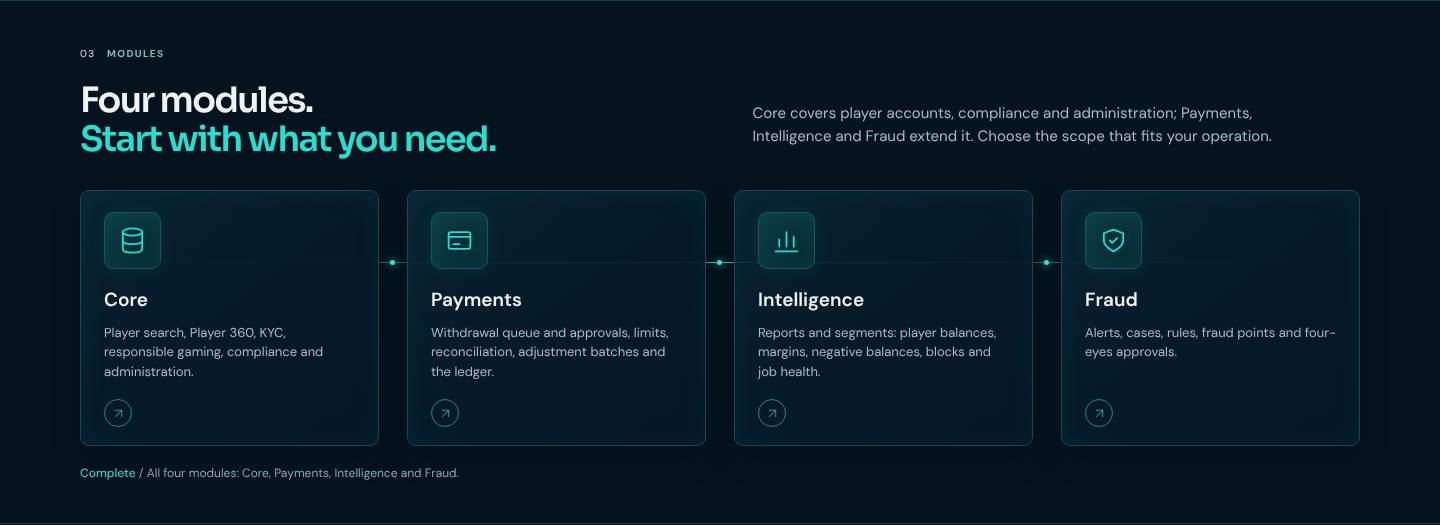 03 MODULES
Four modules.
Start with what you need.
Core covers player accounts, compliance and administration; Payments,
Intelligence and Fraud extend it. Choose the scope that fits your operation.
Core
Player search, Player 360, KYC,
responsible gaming, compliance and
administration.
Payments
Withdrawal queue and approvals, limits,
reconciliation, adjustment batches and
the ledger.
Intelligence
Reports and segments: player balances,
margins, negative balances, blocks and
job health.
Fraud
Alerts, cases, rules, fraud points and four-
eyes approvals.
Complete / All four modules: Core, Payments, Intelligence and Fraud.